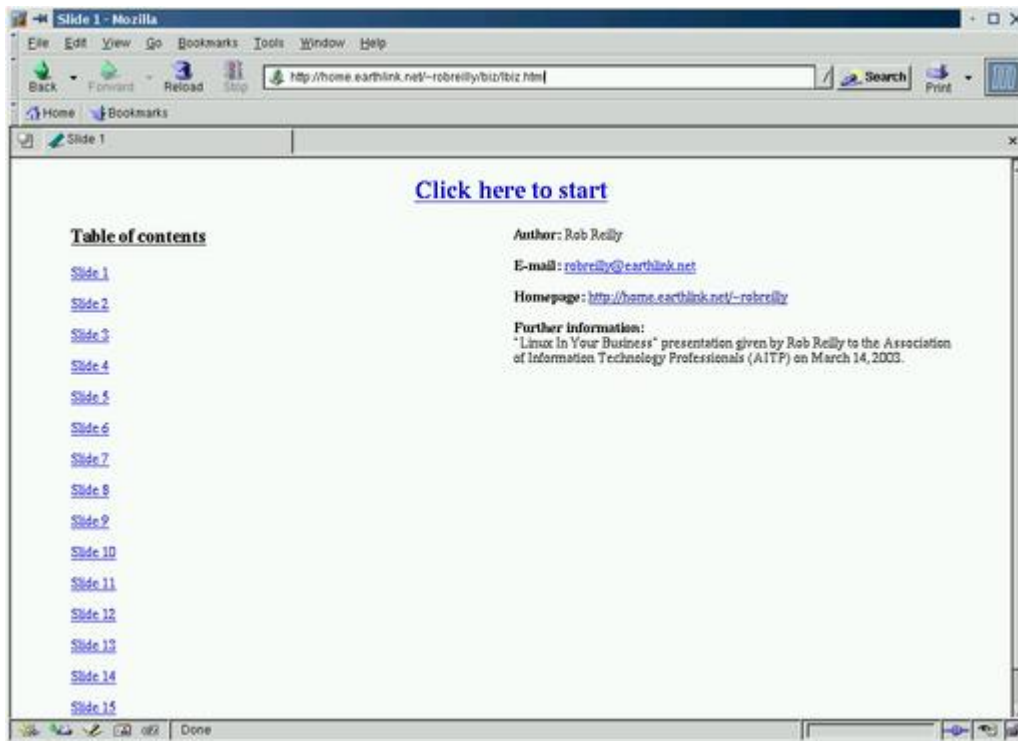 Slide 1 - Mozilla
File Edit View Go Bookmarks Tools Window Help
Back Forward Reload Stop http://home.earthlink.net/~robreilly/biz/lbiz.html Search Print
Home Bookmarks
Slide 1
Click here to start
Table of contents
Slide 1
Slide 2
Slide 3
Slide 4
Slide 5
Slide 6
Slide 7
Slide 8
Slide 9
Slide 10
Slide 11
Slide 12
Slide 13
Slide 14
Slide 15
Author: Rob Reilly
E-mail: robreilly@earthlink.net
Homepage: http://home.earthlink.net/~robreilly
Further information:
"Linux In Your Business" presentation given by Rob Reilly to the Association
of Information Technology Professionals (AITP) on March 14, 2003.
Done